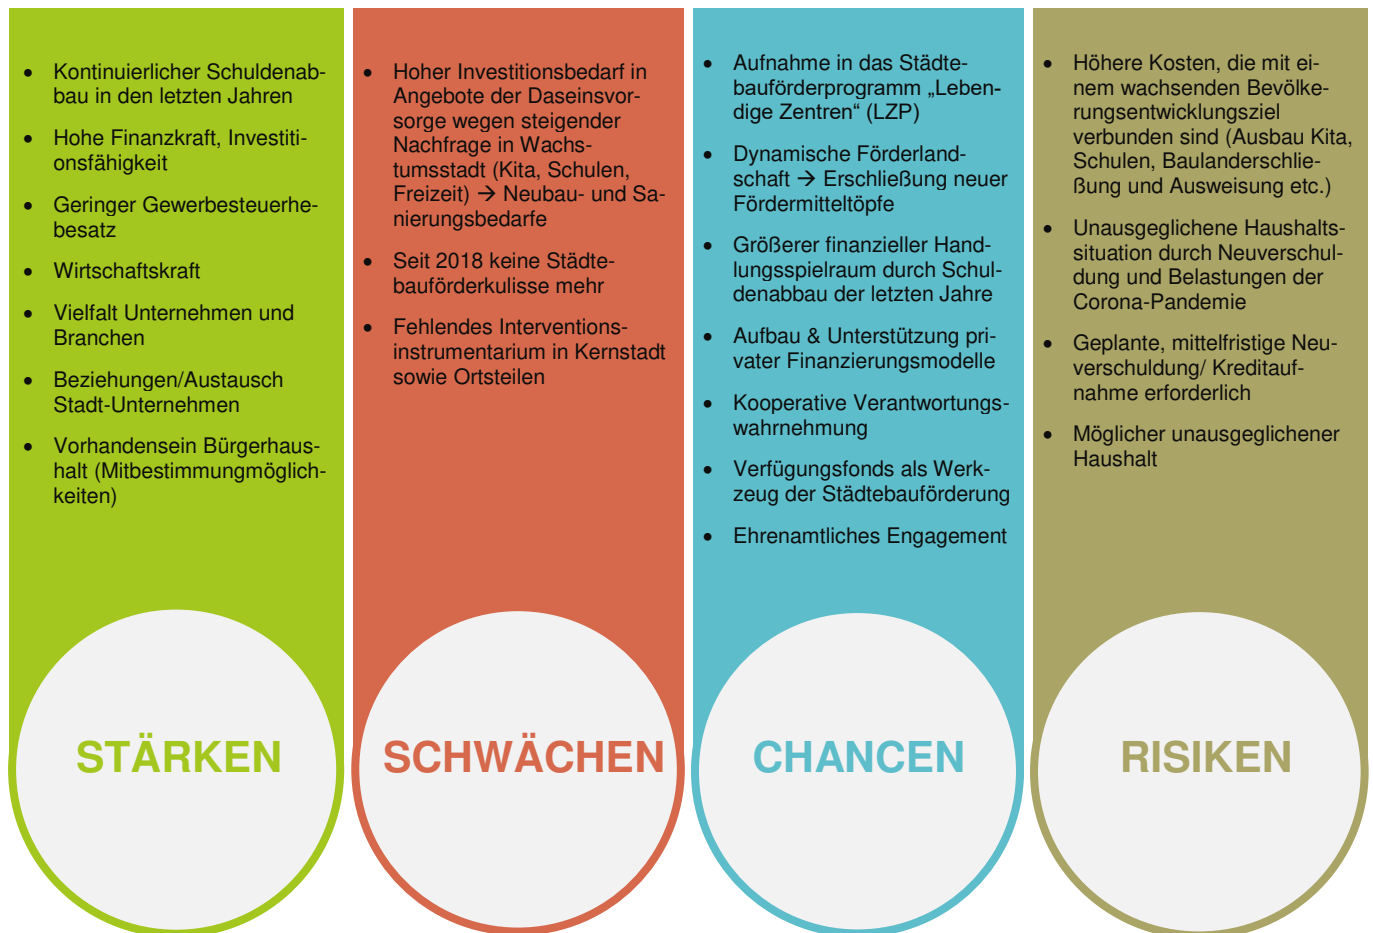 • Kontinuierlicher Schuldenab-
bau in den letzten Jahren
• Hohe Finanzkraft, Investiti-
onsfähigkeit
• Geringer Gewerbesteuerhe-
besatz
• Wirtschaftskraft
• Vielfalt Unternehmen und
Branchen
• Beziehungen/Austausch
Stadt-Unternehmen
• Vorhandensein Bürgerhaus-
halt (Mitbestimmungmöglich-
keiten)
STÄRKEN
• Hoher Investitionsbedarf in
Angebote der Daseinsvor-
sorge wegen steigender
Nachfrage in Wachs-
tumsstadt (Kita, Schulen,
Freizeit) → Neubau- und Sa-
nierungsbedarfe
• Seit 2018 keine Städte-
bauförderkulisse mehr
• Fehlendes Interventions-
instrumentarium in Kernstadt
sowie Ortsteilen
SCHWÄCHEN
• Aufnahme in das Städte-
bauförderprogramm „Leben-
dige Zentren“ (LZP)
• Dynamische Förderland-
schaft → Erschließung neuer
Fördermitteltöpfe
• Größerer finanzieller Hand-
lungsspielraum durch Schul-
denabbau der letzten Jahre
• Aufbau & Unterstützung pri-
vater Finanzierungsmodelle
• Kooperative Verantwortungs-
wahrnehmung
• Verfügungsfonds als Werk-
zeug der Städtebauförderung
• Ehrenamtliches Engagement
CHANCEN
• Höhere Kosten, die mit ei-
nem wachsenden Bevölke-
rungsentwicklungsziel
verbunden sind (Ausbau Kita,
Schulen, Baulanderschlie-
ßung und Ausweisung etc.)
• Unausgeglichene Haushalts-
situation durch Neuverschul-
dung und Belastungen der
Corona-Pandemie
• Geplante, mittelfristige Neu-
verschuldung/ Kreditauf-
nahme erforderlich
• Möglicher unausgeglichener
Haushalt
RISIKEN